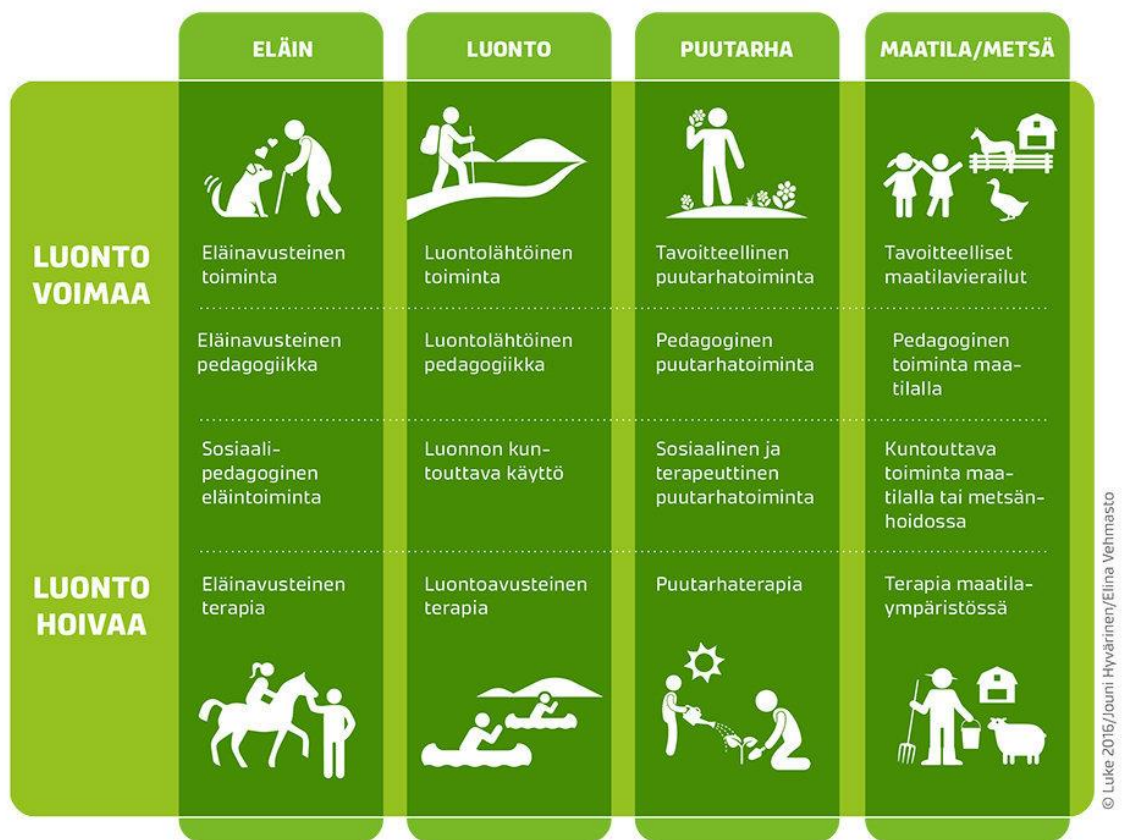 ELÄIN
LUONTO
PUUTARHA
MAATILA/METSÄ
LUONTO
VOIMAA
Eläinavusteinen
toiminta
Luontolähtöinen
toiminta
Tavoitteellinen
puutarhatoiminta
Tavoitteelliset
maatilavierailut
Eläinavusteinen
pedagogiikka
Luontolähtöinen
pedagogiikka
Pedagoginen
puutarhatoiminta
Pedagoginen
toiminta maa-
tilalla
Sosiaali-
pedagoginen
eläintoiminta
Luonnon kun-
touttava käyttö
Sosiaalinen ja
terapeuttinen
puutarhatoiminta
Kuntouttava
toiminta maa-
tilalla tai metsän-
hoidossa
LUONTO
HOIVAA
Eläinavusteinen
terapia
Luontoavusteinen
terapia
Puutarhaterapia
Terapia maatila-
ympäristössä
© Luke 2016/Jouni Hyvärinen/Elina Vehmasto